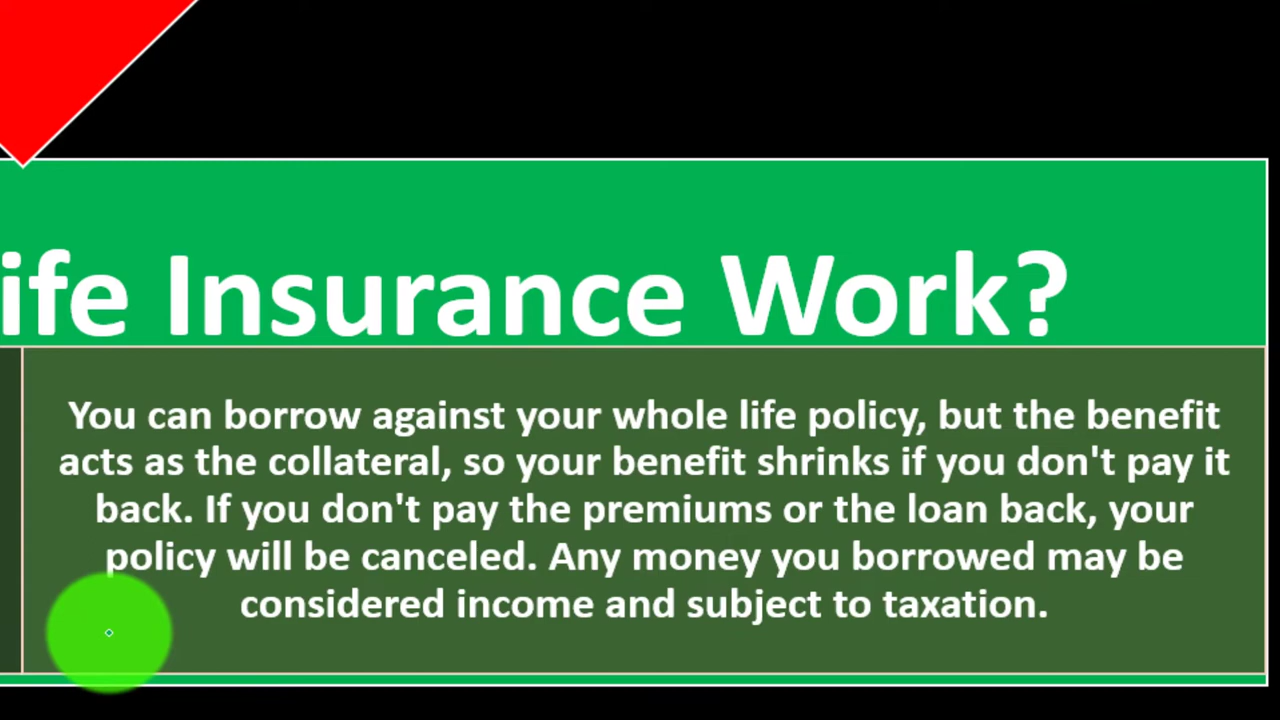 ife Insurance Work?
You can borrow against your whole life policy, but the benefit
acts as the collateral, so your benefit shrinks if you don't pay it
back. If you don't pay the premiums or the loan back, your
policy will be canceled. Any money you borrowed may be
considered income and subject to taxation.